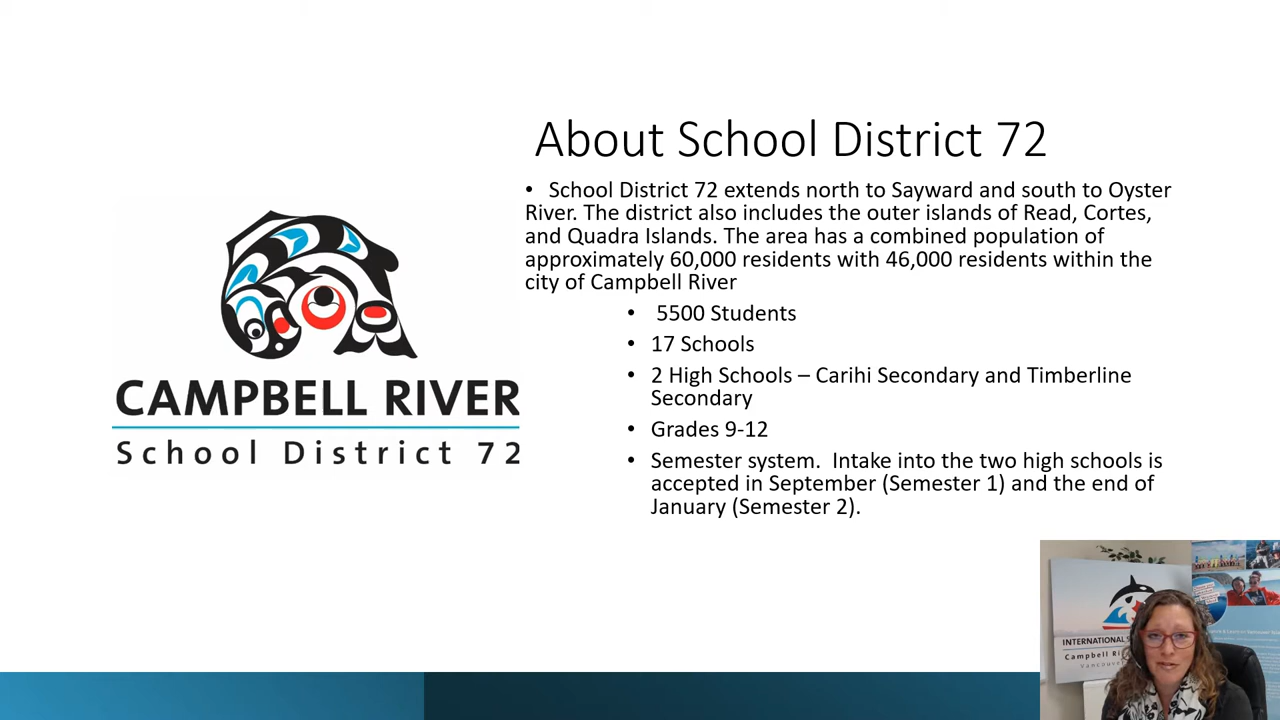 About School District 72
• School District 72 extends north to Sayward and south to Oyster
River. The district also includes the outer islands of Read, Cortes,
and Quadra Islands. The area has a combined population of
approximately 60,000 residents with 46,000 residents within the
city of Campbell River
• 5500 Students
• 17 Schools
• 2 High Schools – Carihi Secondary and Timberline
Secondary
• Grades 9-12
• Semester system. Intake into the two high schools is
accepted in September (Semester 1) and the end of
January (Semester 2).
CAMPBELL RIVER
School District 72
INTERNATIONAL
Campbell